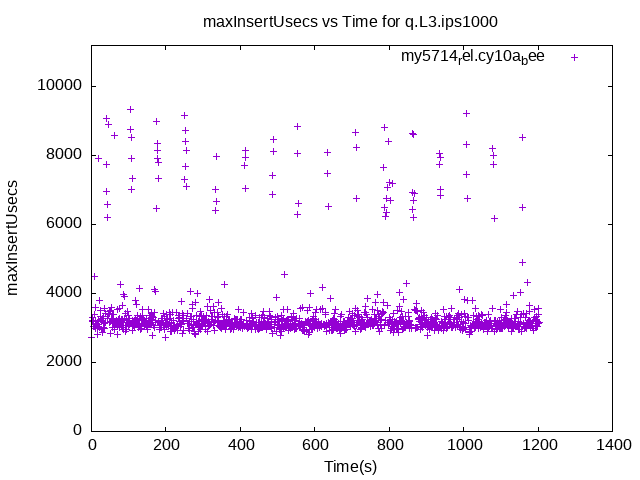 maxInsertUsecs vs Time for q.L3.ips1000
my5714rel.cy10abee
10000
8000
6000
4000
2000
0
maxInsertUsecs
0 200 400 600 800 1000 1200 1400
Time(s)